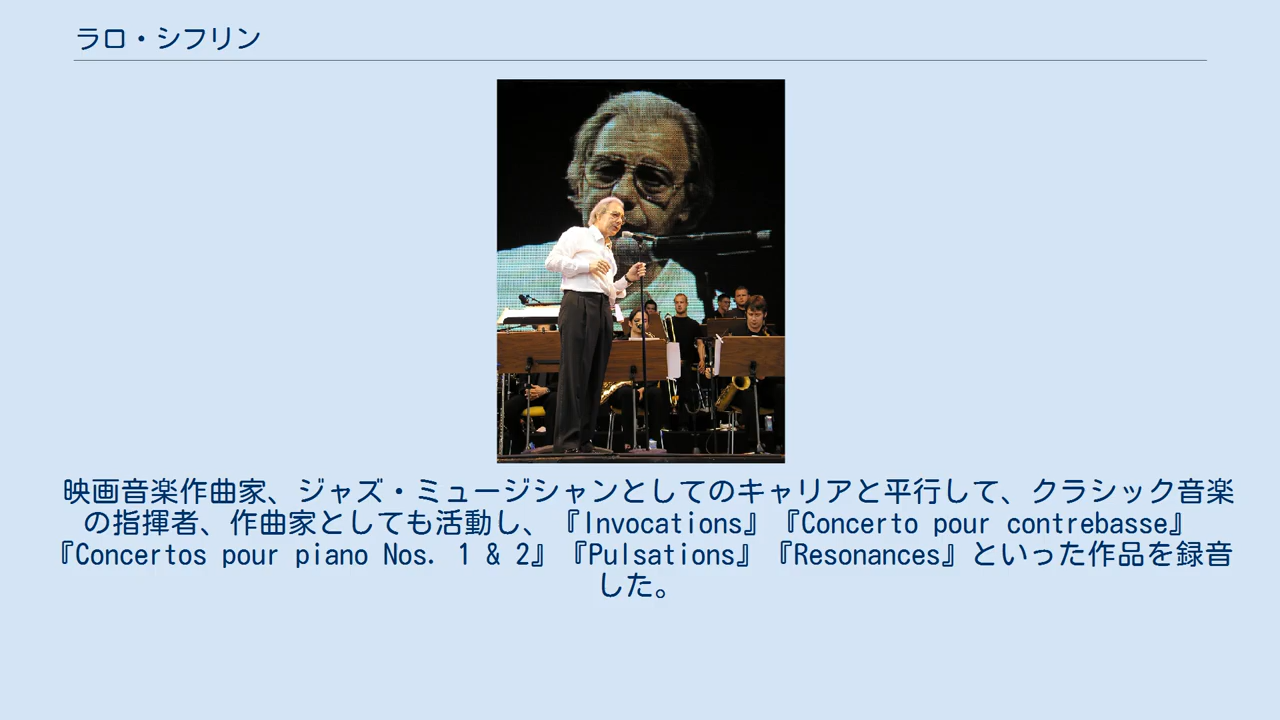 ラロ・シフリン
映画音楽作曲家、ジャズ・ミュージシャンとしてのキャリアと平行して、クラシック音楽
の指揮者、作曲家としても活動し、『Invocations』『Concerto pour contrebasse』
『Concertos pour piano Nos. 1 & 2』『Pulsations』『Resonances』といった作品を録音
した。